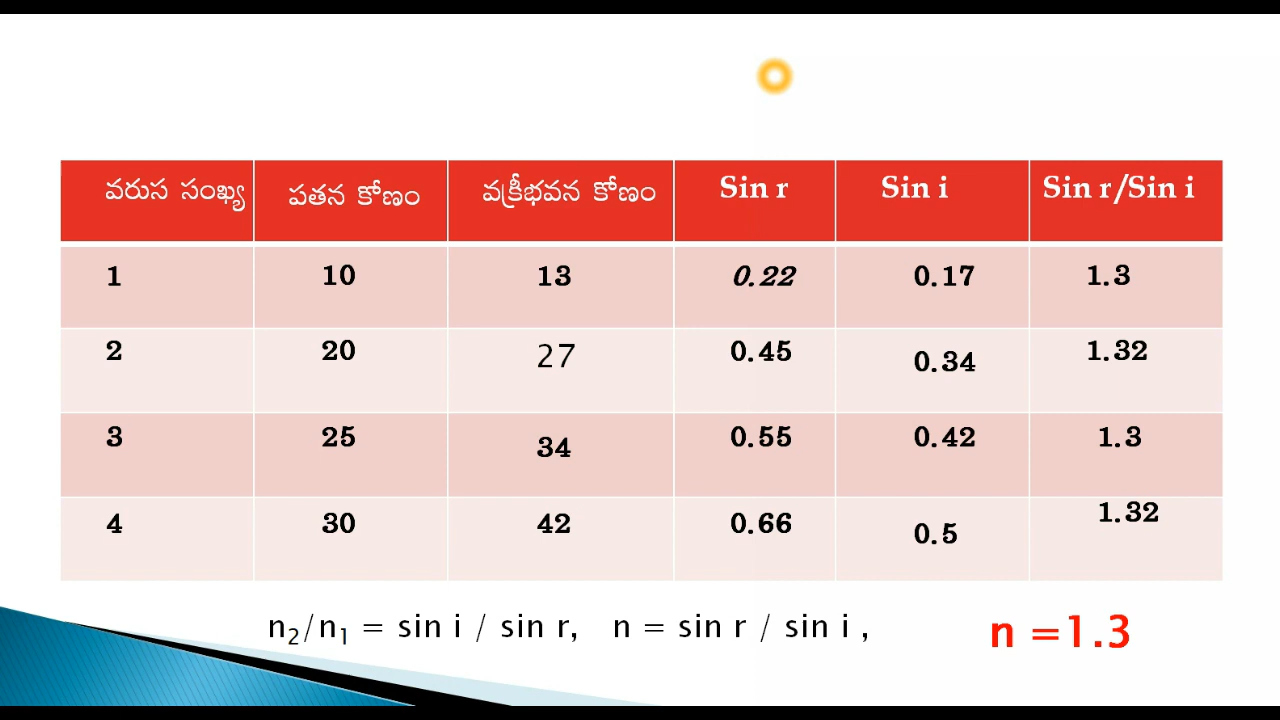 వరుస సంఖ్య పతన కోణం వక్రీభవన కోణం Sin r Sin i Sin r/Sin i
1 10 13 0.22 0.17 1.3
2 20 27 0.45 0.34 1.32
3 25 34 0.55 0.42 1.3
4 30 42 0.66 0.5 1.32
n₂/n₁ = sin i / sin r, n = sin r / sin i , n =1.3